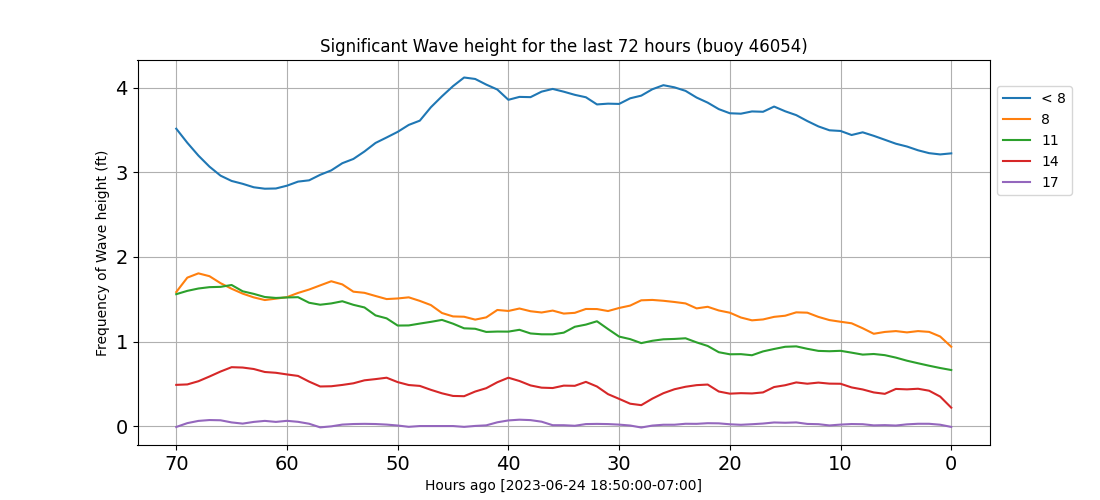 Significant Wave height for the last 72 hours (buoy 46054)
Frequency of Wave height (ft)
4
3
2
1
0
70 60 50 40 30 20 10 0
Hours ago [2023-06-24 18:50:00-07:00]
< 8
8
11
14
17